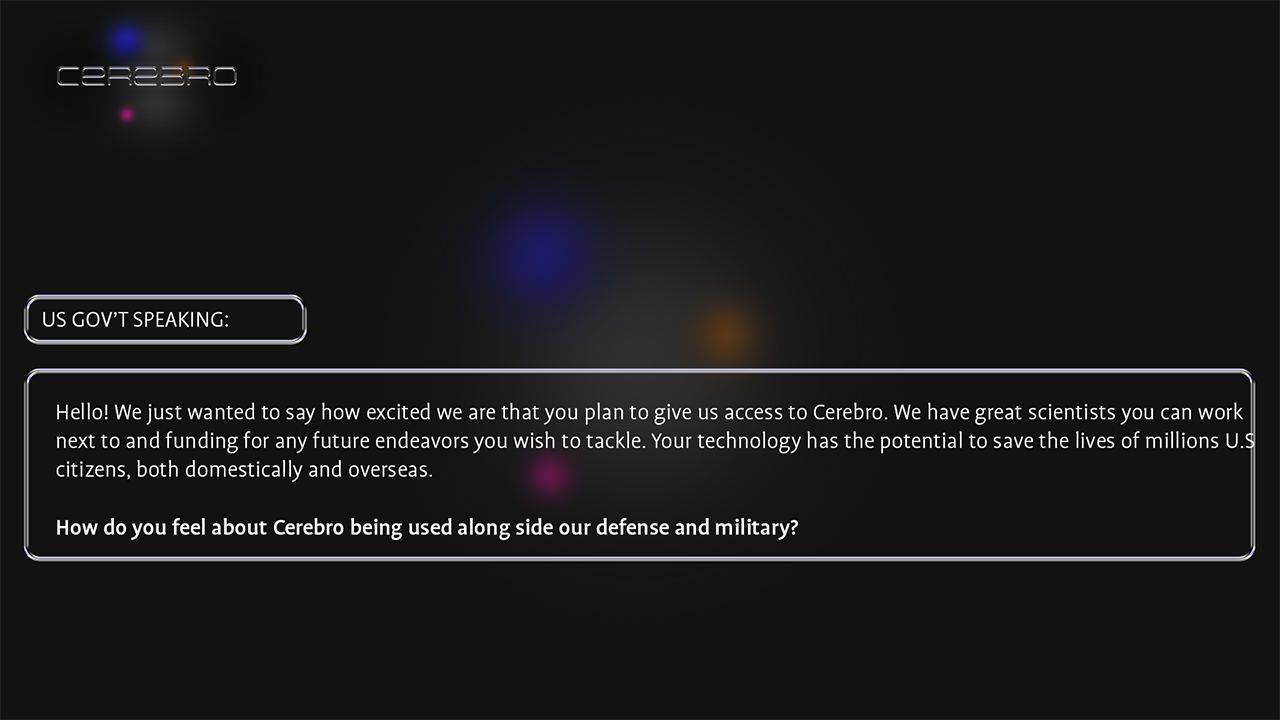 CEREBRO
US GOV’T SPEAKING:
Hello! We just wanted to say how excited we are that you plan to give us access to Cerebro. We have great scientists you can work
next to and funding for any future endeavors you wish to tackle. Your technology has the potential to save the lives of millions U.S
citizens, both domestically and overseas.
How do you feel about Cerebro being used along side our defense and military?